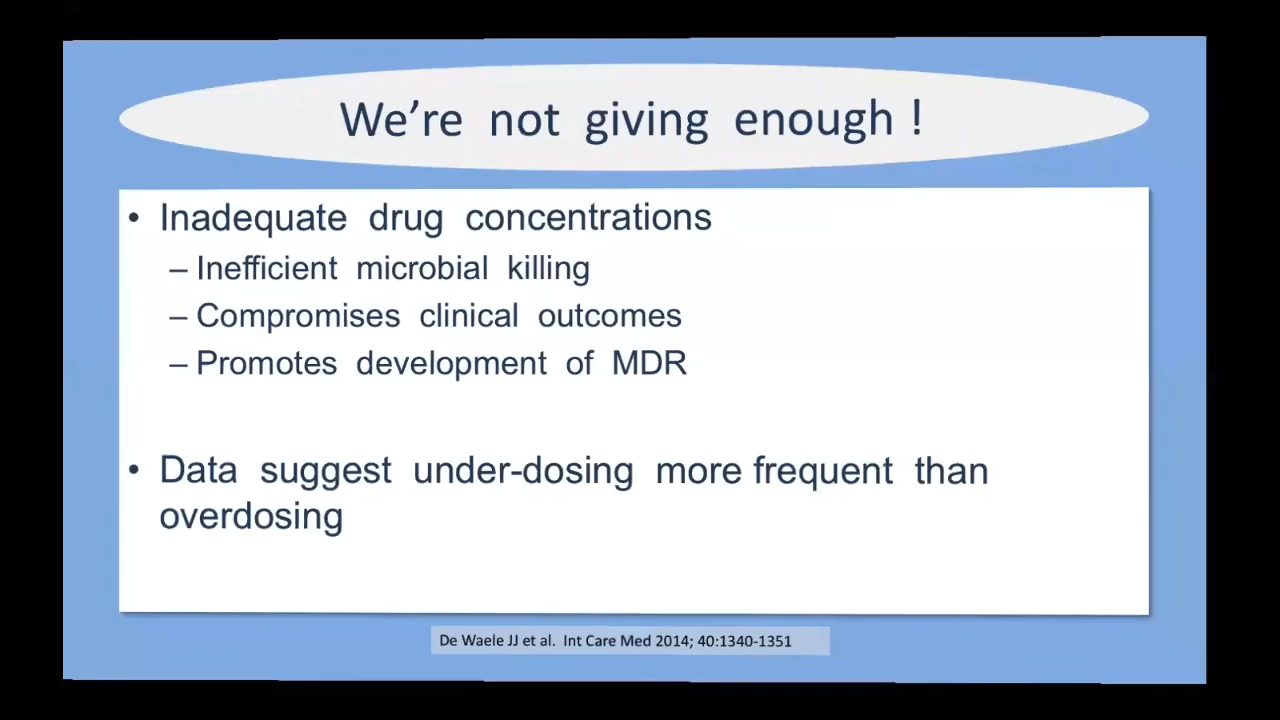 We're not giving enough !
• Inadequate drug concentrations
– Inefficient microbial killing
– Compromises clinical outcomes
– Promotes development of MDR
• Data suggest under-dosing more frequent than
overdosing
De Waele JJ et al. Int Care Med 2014; 40:1340-1351